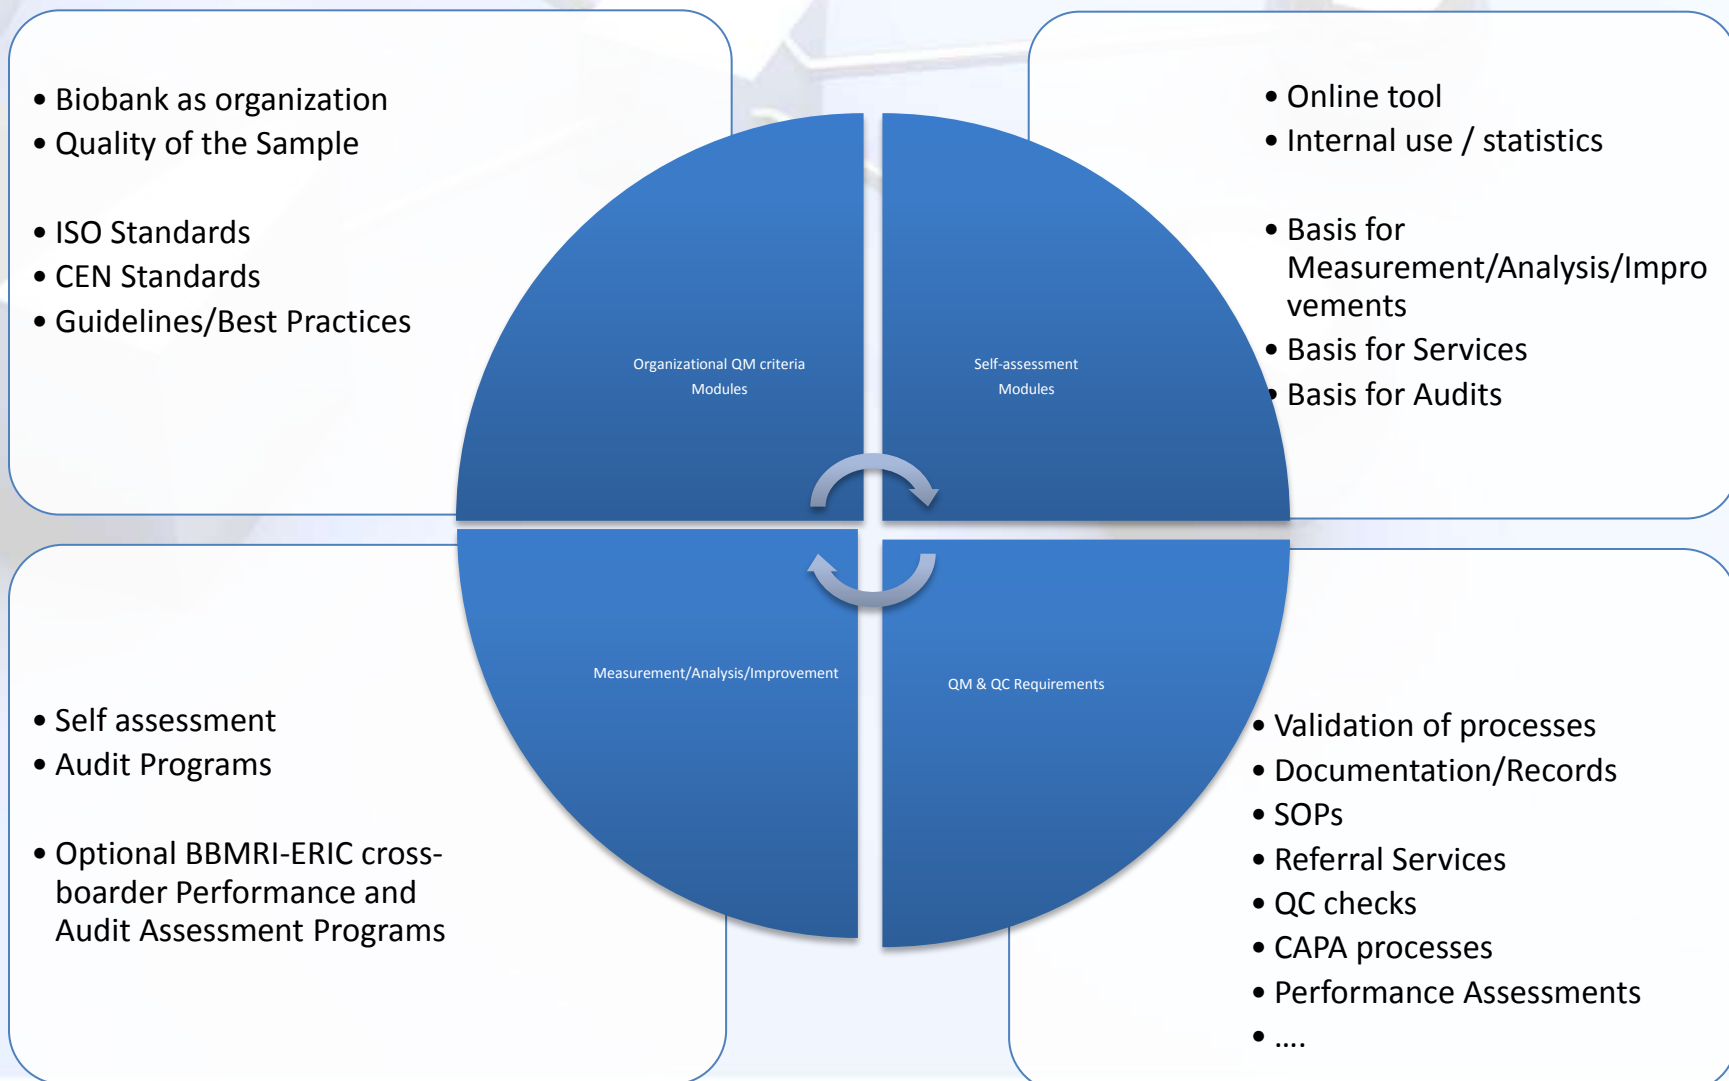 • Biobank as organization
• Quality of the Sample
• ISO Standards
• CEN Standards
• Guidelines/Best Practices
• Online tool
• Internal use / statistics
• Basis for
Measurement/Analysis/Impro
vements
• Basis for Services
• Basis for Audits
Organizational QM criteria
Modules
Self-assessment
Modules
Measurement/Analysis/Improvement
QM & QC Requirements
• Self assessment
• Audit Programs
• Optional BBMRI-ERIC cross-
boarder Performance and
Audit Assessment Programs
• Validation of processes
• Documentation/Records
• SOPs
• Referral Services
• QC checks
• CAPA processes
• Performance Assessments
• ....